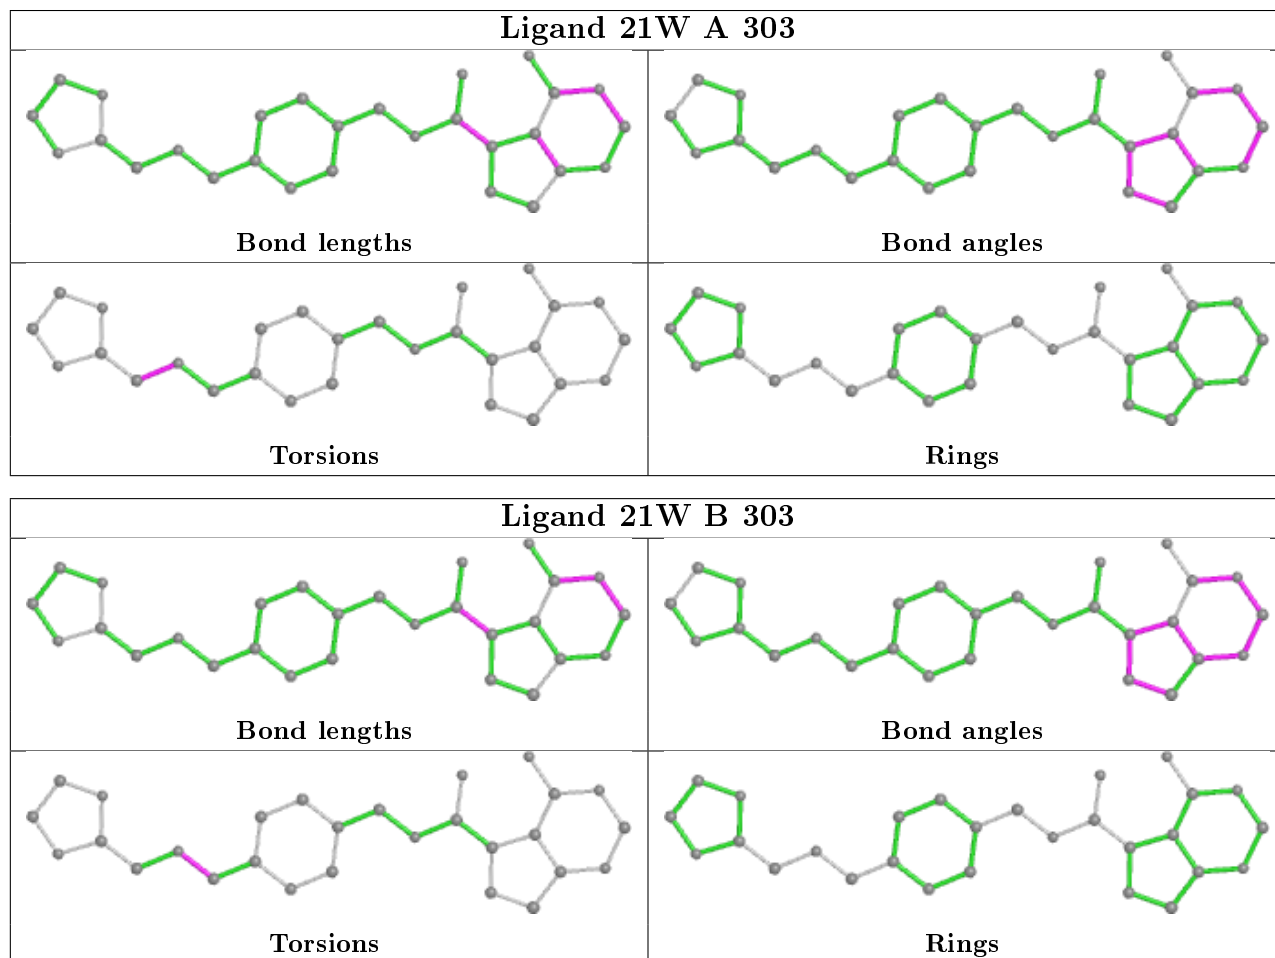 Ligand 21W A 303
Bond lengths
Bond angles
Torsions
Rings
Ligand 21W B 303
Bond lengths
Bond angles
Torsions
Rings